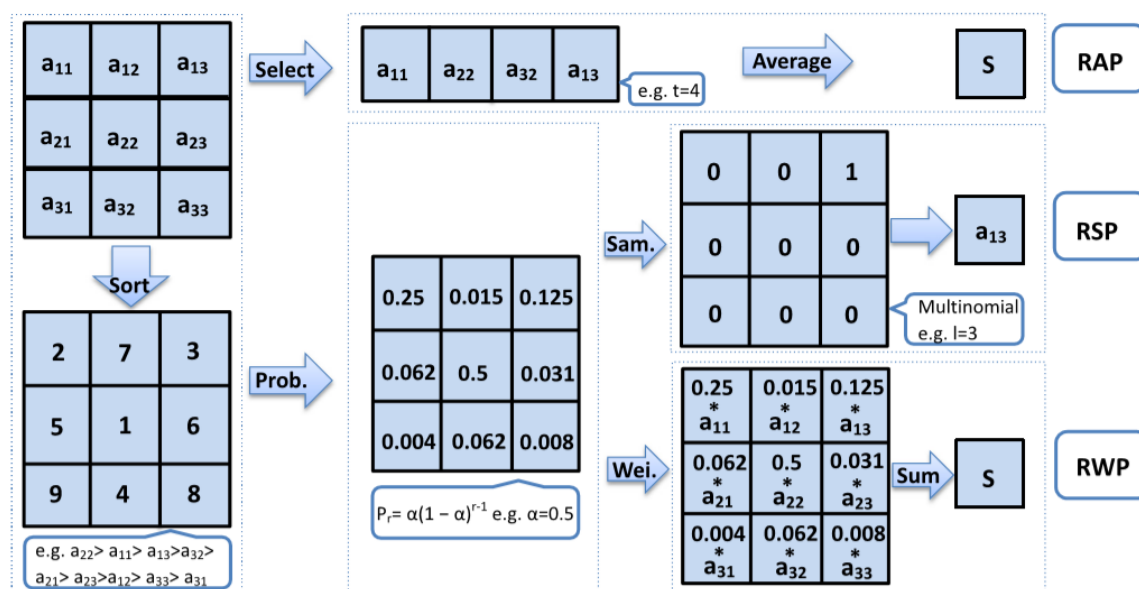 a11 a12 a13
a21 a22 a23
a31 a32 a33
Select
a11 a22 a32 a13
e.g. t=4
Average
S
RAP
Sort
2 7 3
5 1 6
9 4 8
e.g. a22> a11> a13>a32>
a21> a23>a12> a33> a31
Prob.
0.25 0.015 0.125
0.062 0.5 0.031
0.004 0.062 0.008
Pr= α(1 − α)r-1 e.g. α=0.5
Sam.
0 0 1
0 0 0
0 0 0
Multinomial
e.g. l=3
a13
RSP
Wei.
0.25 0.015 0.125
* * *
a11 a12 a13
0.062 0.5 0.031
* * *
a21 a22 a23
0.004 0.062 0.008
* * *
a31 a32 a33
Sum
S
RWP